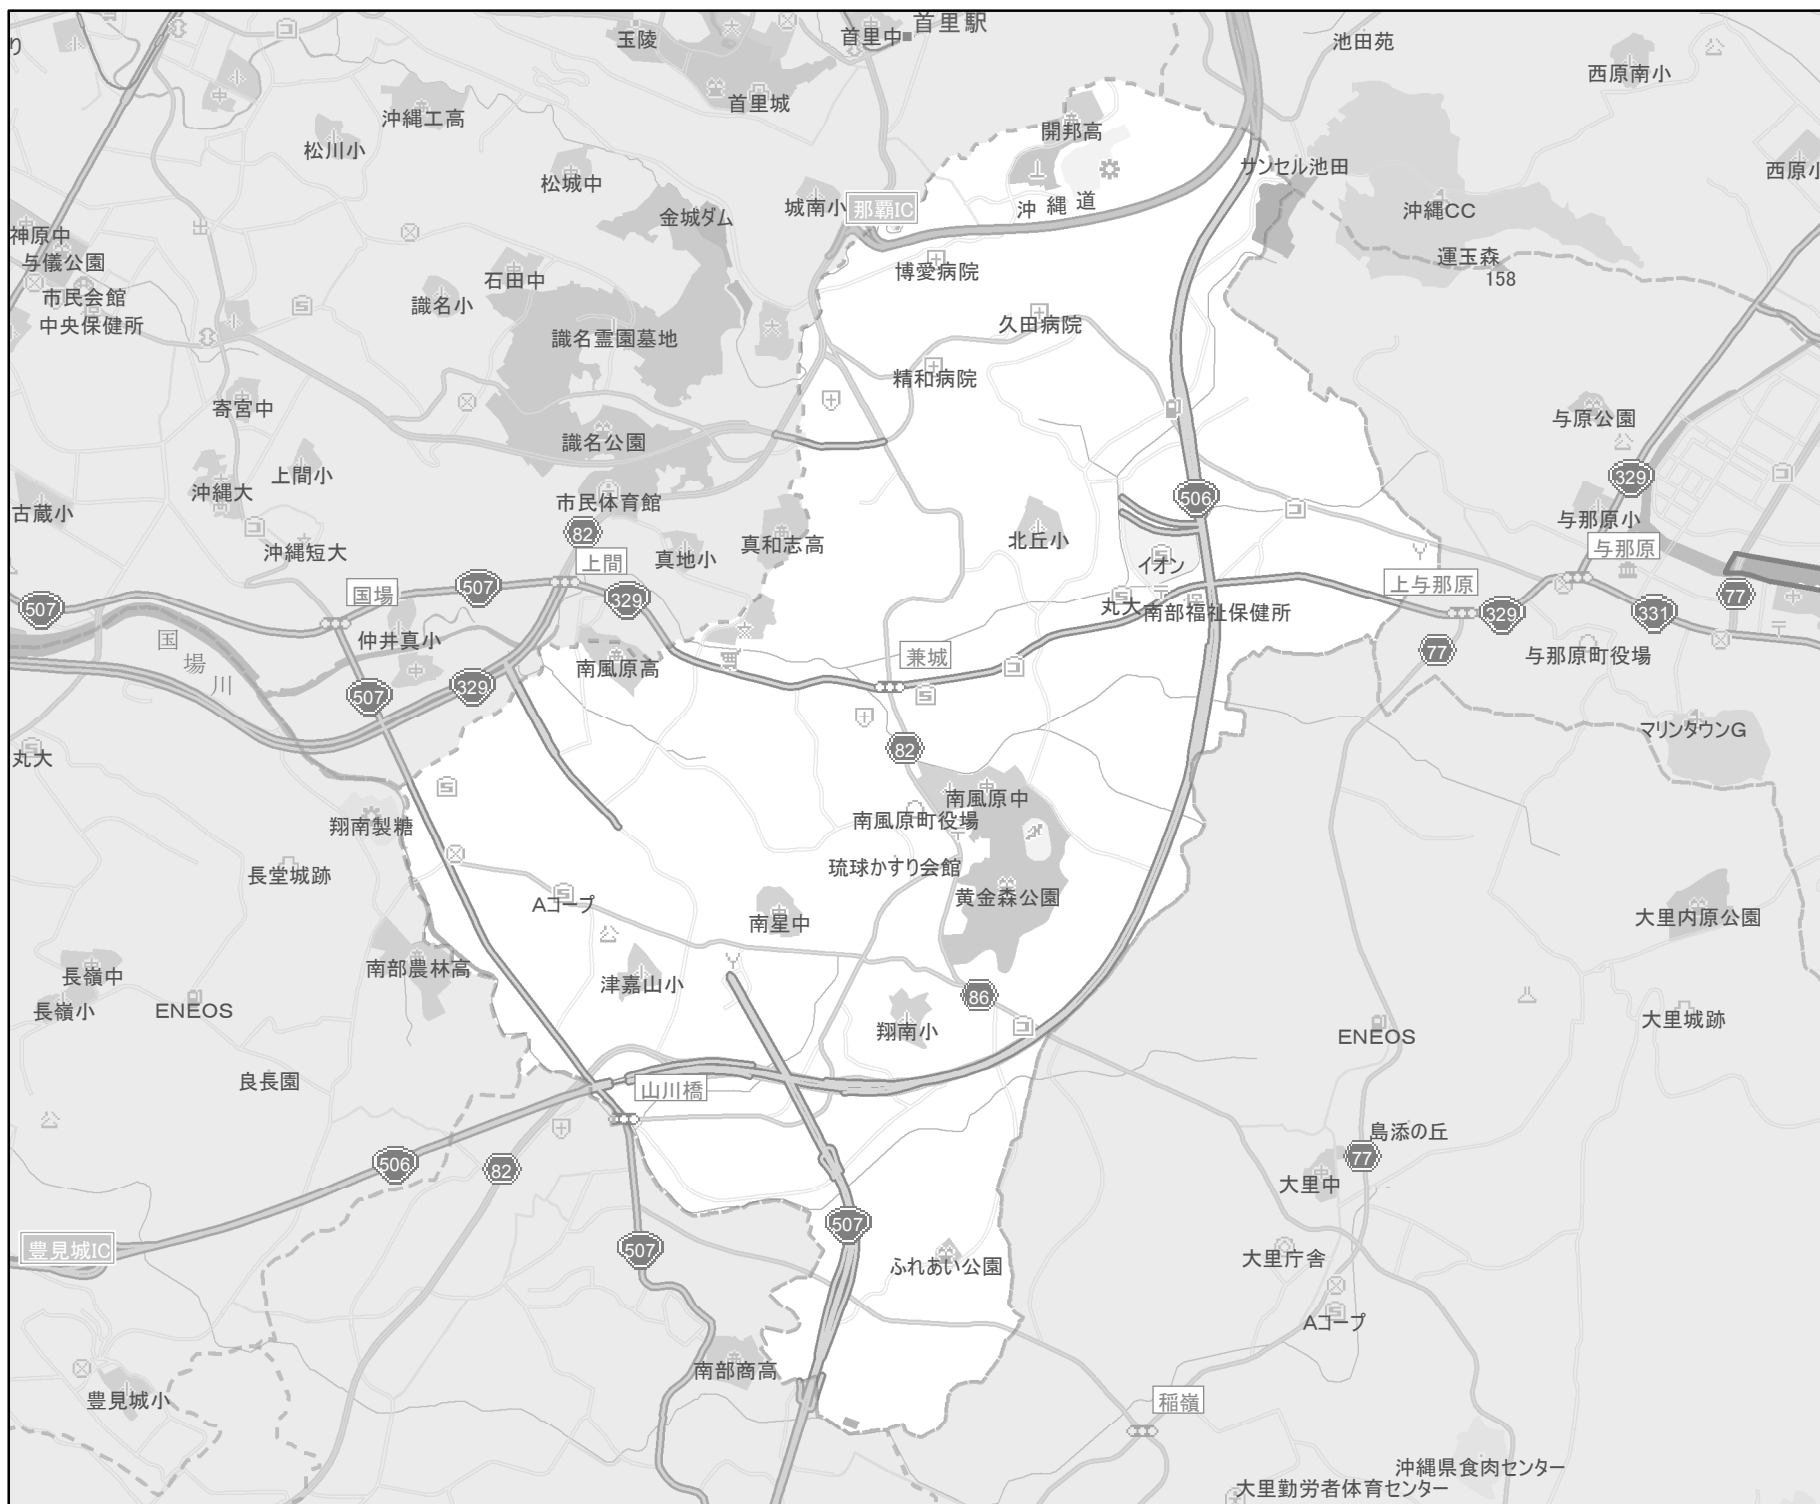 り
玉陵
首里中
首里駅
池田苑
西原南小
首里城
沖縄工高
松川小
開邦高
松城中
サンセル池田
西原小
城南小
那覇IC
沖縄道
金城ダム
沖縄CC
神原中
与儀公園
博愛病院
運玉森
158
石田中
市民会館
識名小
中央保健所
久田病院
識名霊園墓地
精和病院
寄宮中
与原公園
識名公園
上間小
沖縄大
329
506
市民体育館
古蔵小
与那原小
82
真和志高
北丘小
沖縄短大
真地小
与那原
上間
イオン
国場
507
329
上与那原
77
507
丸大
南部福祉保健所
329
331
国場川
仲井真小
77
兼城
与那原町役場
南風原高
329
507
マリンタウンG
82
丸大
南風原中
南風原町役場
翔南製糖
琉球かすり会館
長堂城跡
黄金森公園
Aコープ
大里内原公園
南星中
南部農林高
長嶺中
津嘉山小
86
長嶺小
ENEOS
大里城跡
翔南小
ENEOS
良長園
山川橋
島添の丘
77
506
82
大里中
507
豊見城IC
507
大里庁舎
ふれあい公園
Aコープ
南部商高
豊見城小
稲嶺
沖縄県食肉センター
大里勤労者体育センター